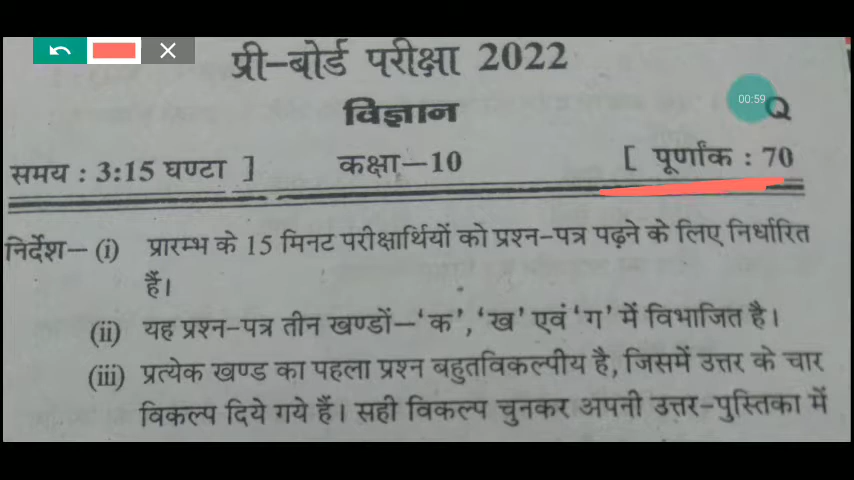 प्री-बोर्ड परीक्षा 2022
00:59
विज्ञान
Q
समय : 3:15 घण्टा ] कक्षा-10 [ पूर्णांक : 70
निर्देश- (i) प्रारम्भ के 15 मिनट परीक्षार्थियों को प्रश्न-पत्र पढ़ने के लिए निर्धारित
हैं।
(ii) यह प्रश्न-पत्र तीन खण्डों-'क', 'ख' एवं 'ग' में विभाजित है।
(iii) प्रत्येक खण्ड का पहला प्रश्न बहुतविकल्पीय है, जिसमें उत्तर के चार
विकल्प दिये गये हैं। सही विकल्प चुनकर अपनी उत्तर-पुस्तिका में